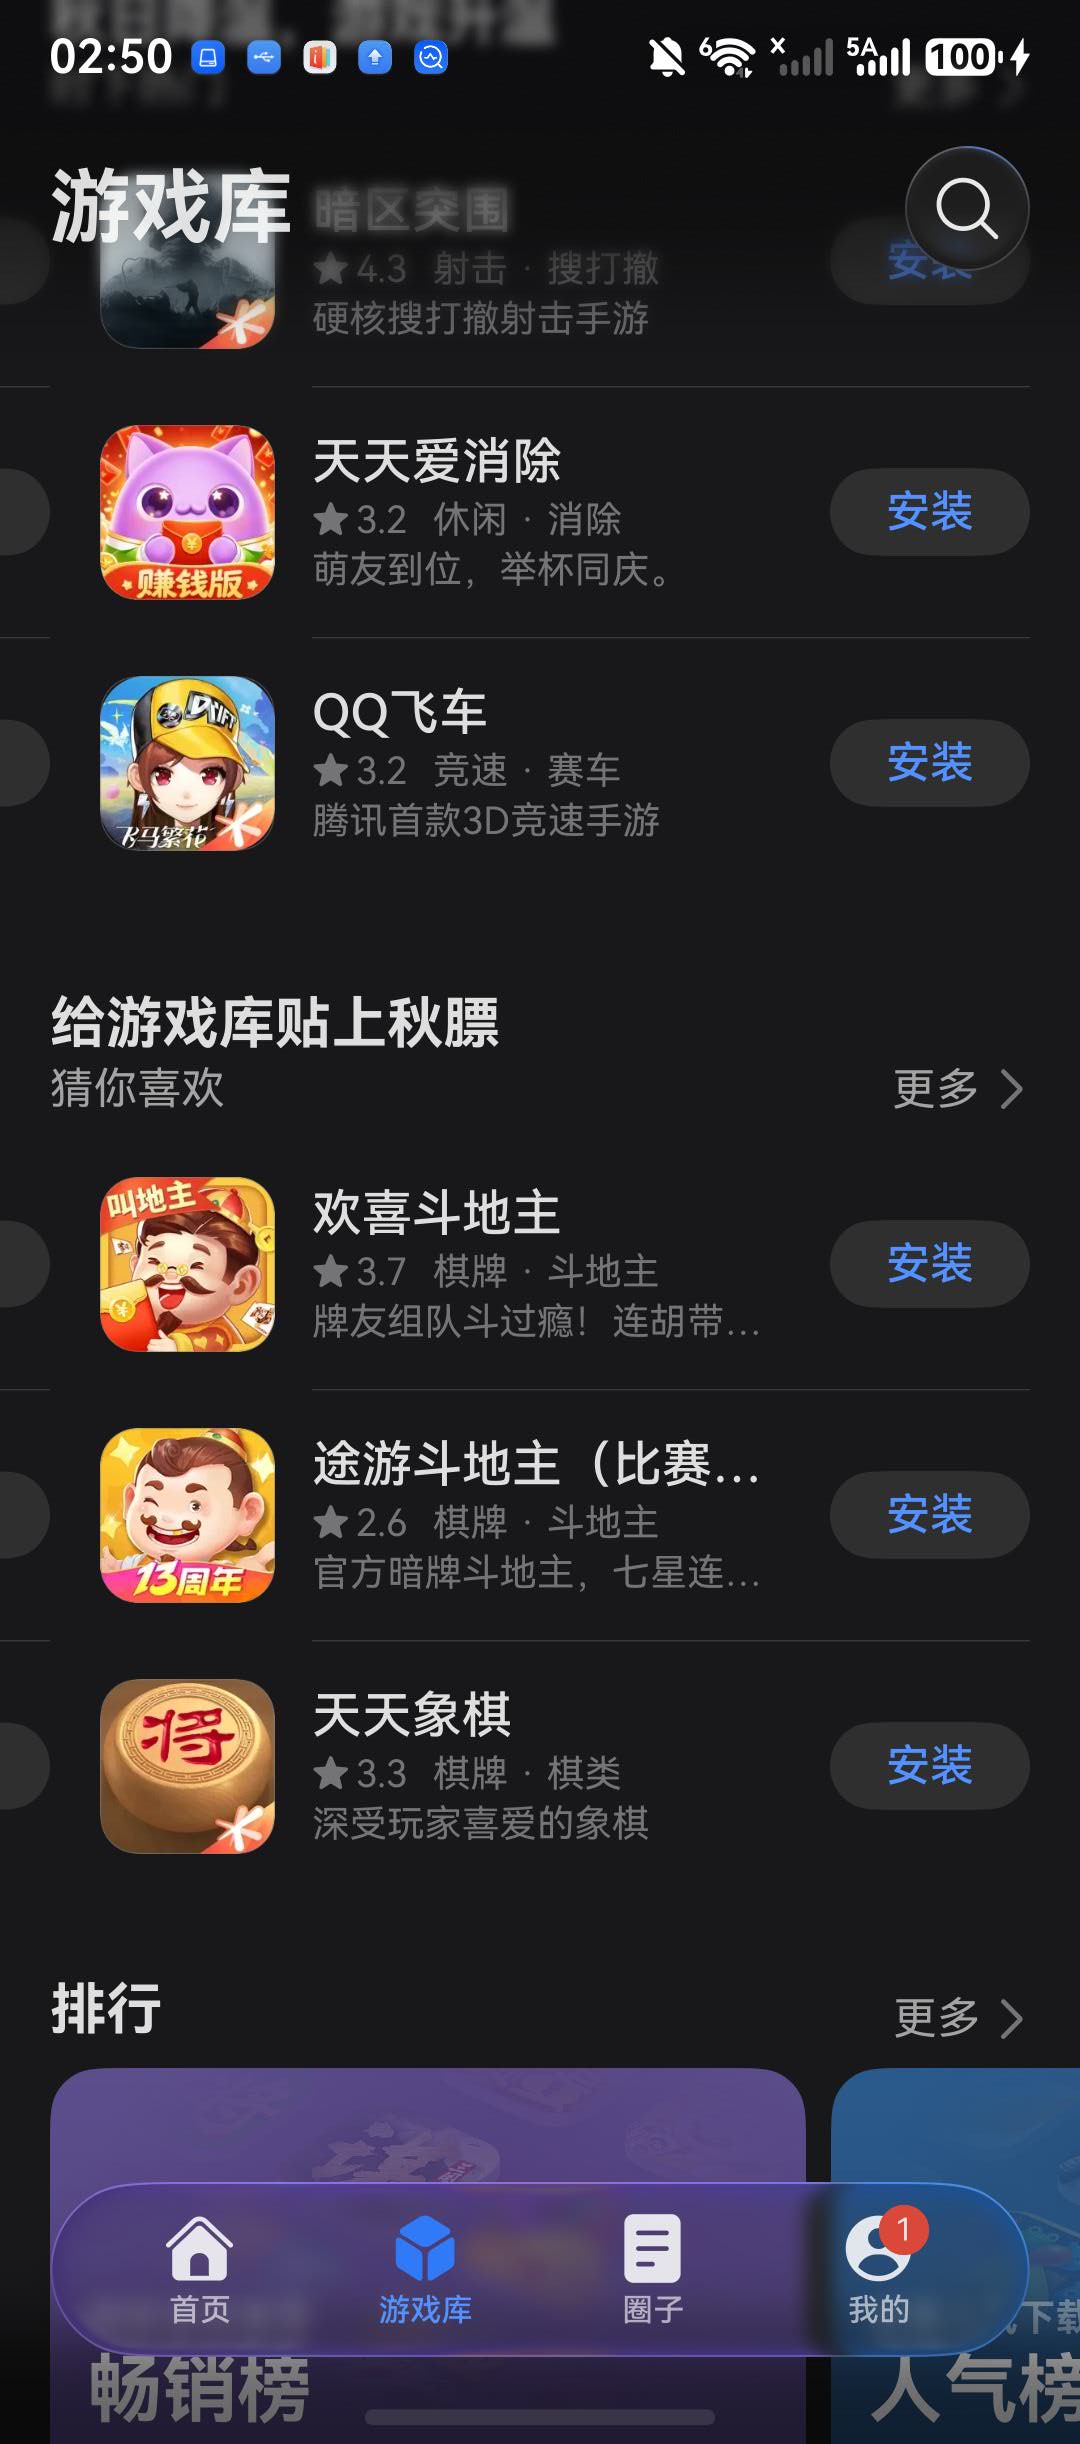 02:50
100
游戏库
暗区突围
4.3 射击 · 搜打撤
硬核搜打撤射击手游
安装
天天爱消除
3.2 休闲 · 消除
萌友到位，举杯同庆。
赚钱版
安装
QQ飞车
3.2 竞速 · 赛车
腾讯首款3D竞速手游
DRIFT
飞马繁花
安装
给游戏库贴上秋膘
猜你喜欢
更多
叫地主
欢喜斗地主
3.7 棋牌 · 斗地主
牌友组队斗过瘾！连胡带...
安装
途游斗地主（比赛...
2.6 棋牌 · 斗地主
官方暗牌斗地主，七星连...
13周年
安装
将
天天象棋
3.3 棋牌 · 棋类
深受玩家喜爱的象棋
安装
排行
更多
首页
游戏库
圈子
我的
1
下载
畅销榜
人气榜